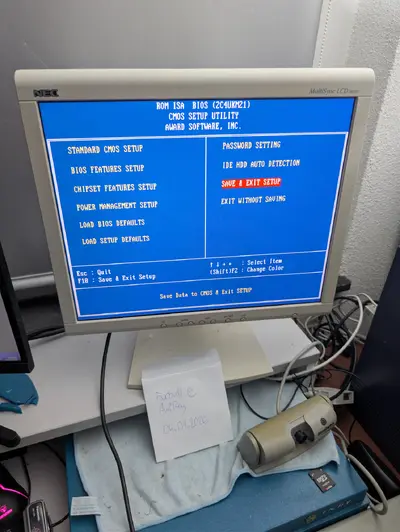 NEC
MultiSync LCD
ROM ISA BIOS (2C4UKM21)
CMOS SETUP UTILITY
AWARD SOFTWARE, INC.
STANDARD CMOS SETUP
BIOS FEATURES SETUP
CHIPSET FEATURES SETUP
POWER MANAGEMENT SETUP
LOAD BIOS DEFAULTS
LOAD SETUP DEFAULTS
PASSWORD SETTING
IDE HDD AUTO DETECTION
SAVE & EXIT SETUP
EXIT WITHOUT SAVING
Esc : Quit
F10 : Save & Exit Setup
↑ ↓ → ← : Select Item
(Shift)F2 : Change Color
Save Data to CMOS & Exit SETUP